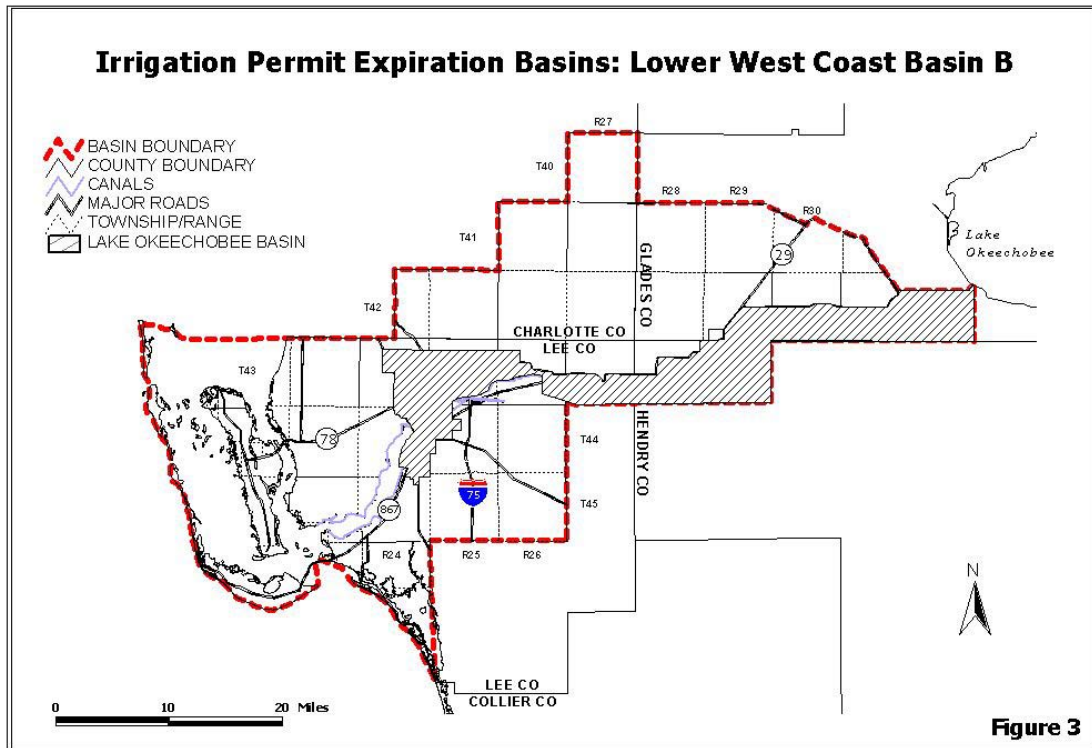 Irrigation Permit Expiration Basins: Lower West Coast Basin B
BASIN BOUNDARY
COUNTY BOUNDARY
CANALS
MAJOR ROADS
TOWNSHIP/RANGE
LAKE OKEECHOBEE BASIN
R27
T40
R28
R29
R30
T41
GLADES CO
29
Lake
Okeechobee
T42
CHARLOTTE CO
LEE CO
T43
78
HENDRY CO
T44
75
T45
867
R24
R25
R26
N
LEE CO
COLLIER CO
0
10
20
Miles
Figure 3